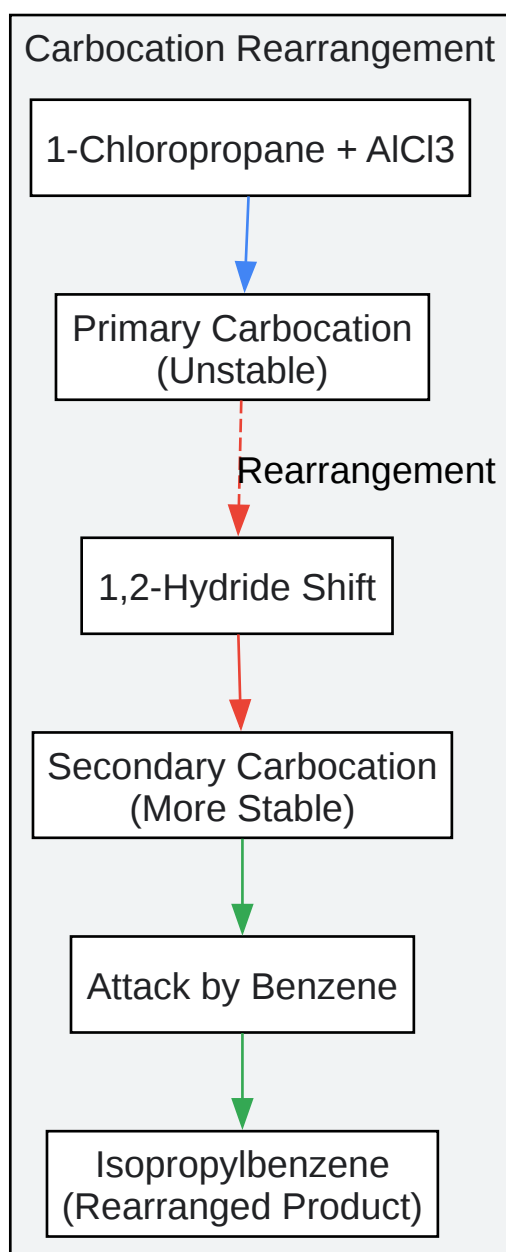 Carbocation Rearrangement
1-Chloropropane + AlCl3
Primary Carbocation
(Unstable)
Rearrangement
1,2-Hydride Shift
Secondary Carbocation
(More Stable)
Attack by Benzene
Isopropylbenzene
(Rearranged Product)